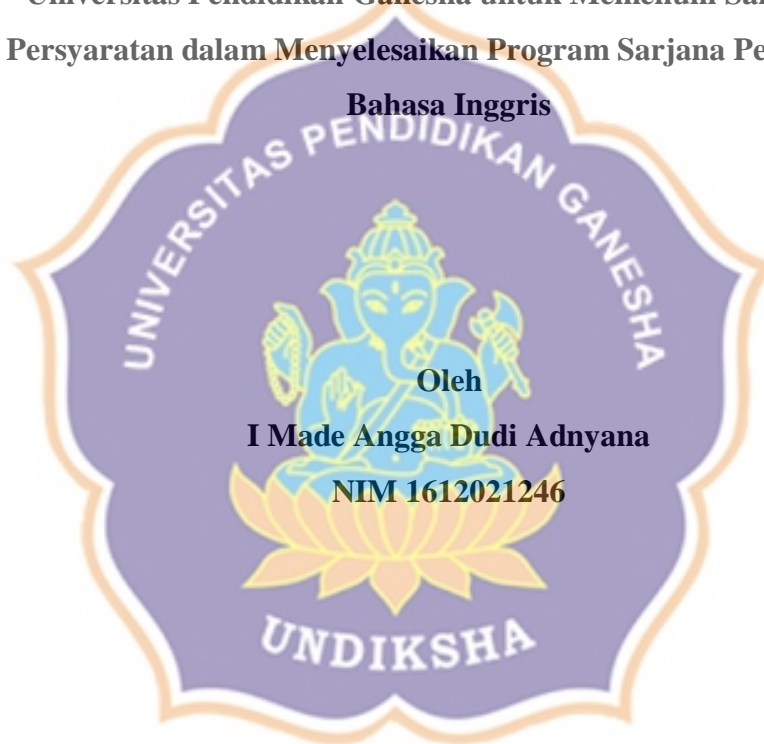 Universitas Pendidikan Ganesha untuk Memenuhi
Persyaratan dalam Menyelesaikan Program Sarjana
Bahasa Inggris
UNIVERSITAS PENDIDIKAN GANESHA
Oleh
I Made Angga Dudi Adnyana
NIM 1612021246
UNDIKSHA